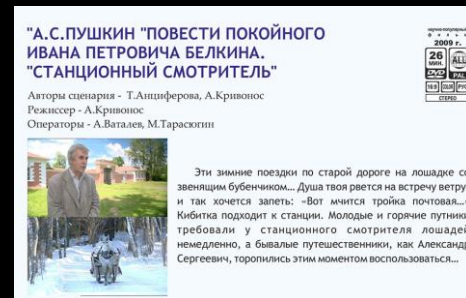 "А.С.ПУШКИН "ПОВЕСТИ ПОКОЙНОГО
ИВАНА ПЕТРОВИЧА БЕЛКИНА.
"СТАНЦИОННЫЙ СМОТРИТЕЛЬ"
Авторы сценария - Т.Анциферова, А.Кривонос
Режиссер - А.Кривонос
Операторы - А.Ваталев, М.Тарасюгин
2009 г.
26
МИН.
ALL
DVD
PAL
16:9
СТЕРЕО
Эти зимние поездки по старой дороге на лошадке со
звенящим бубенчиком... Душа твоя рвется на встречу ветру,
и так хочется запеть: «Вот мчится тройка почтовая...»
Кибитка подходит к станции. Молодые и горячие путники
требовали у станционного смотрителя лошадей
немедленно, а бывалые путешественники, как Александр
Сергеевич, торопились этим моментом воспользоваться...